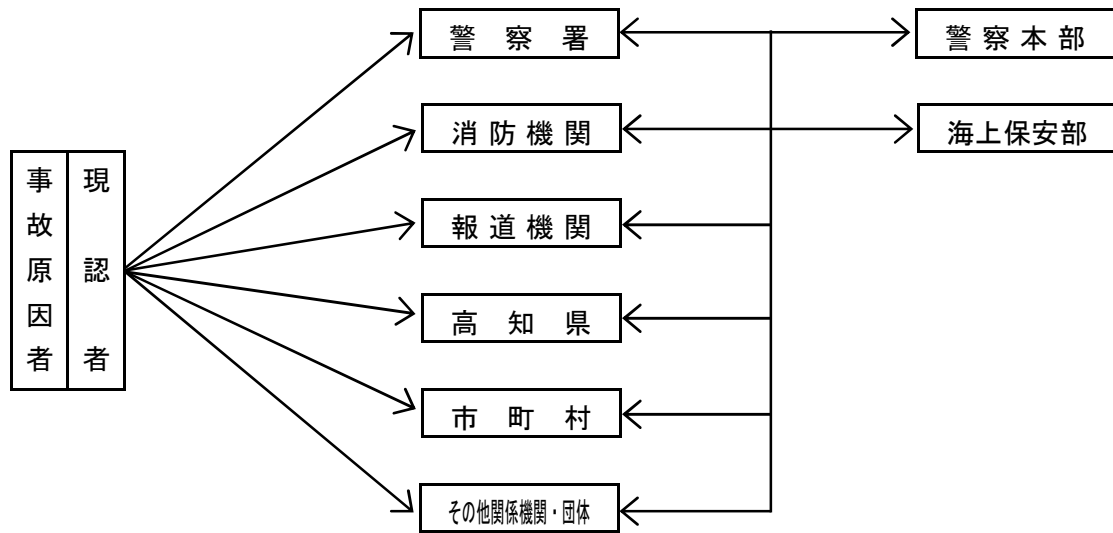 事故原因者
現認者
警察署
消防機関
報道機関
高知県
市町村
その他関係機関・団体
警察本部
海上保安部